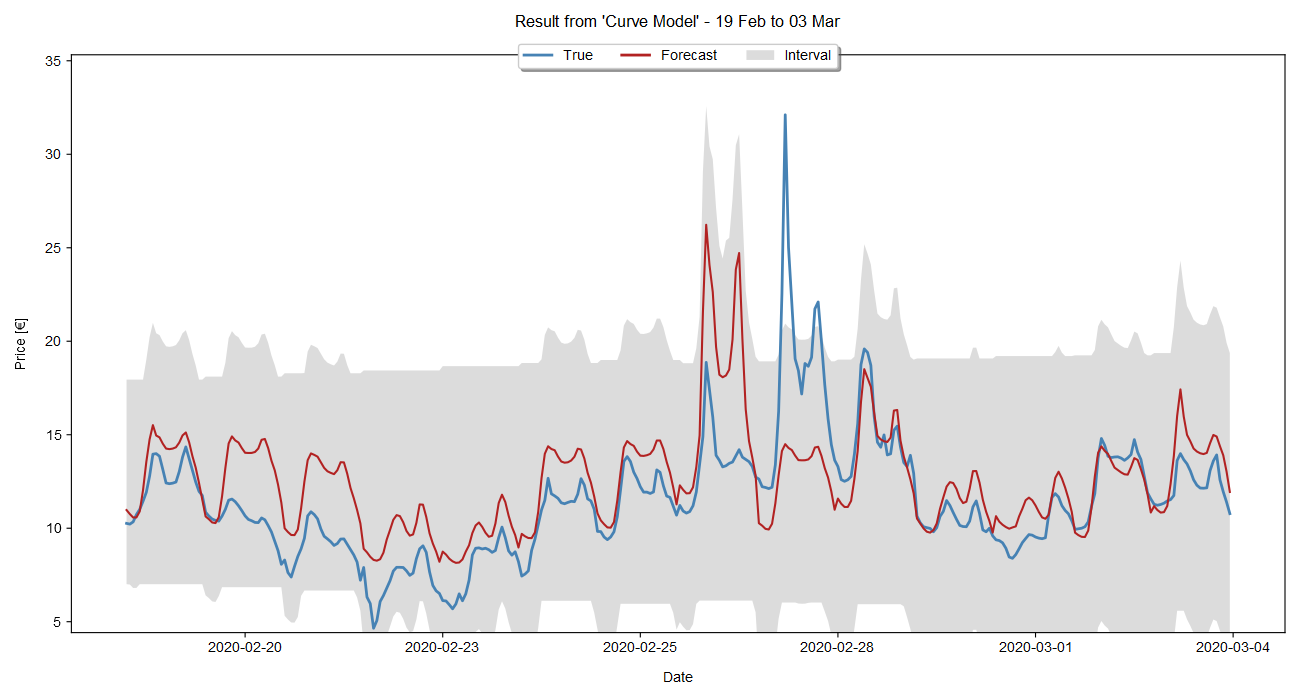 Result from 'Curve Model' - 19 Feb to 03 Mar
True Forecast Interval
35
30
25
20
15
10
5
Price [€]
2020-02-20 2020-02-23 2020-02-25 2020-02-28 2020-03-01 2020-03-04
Date